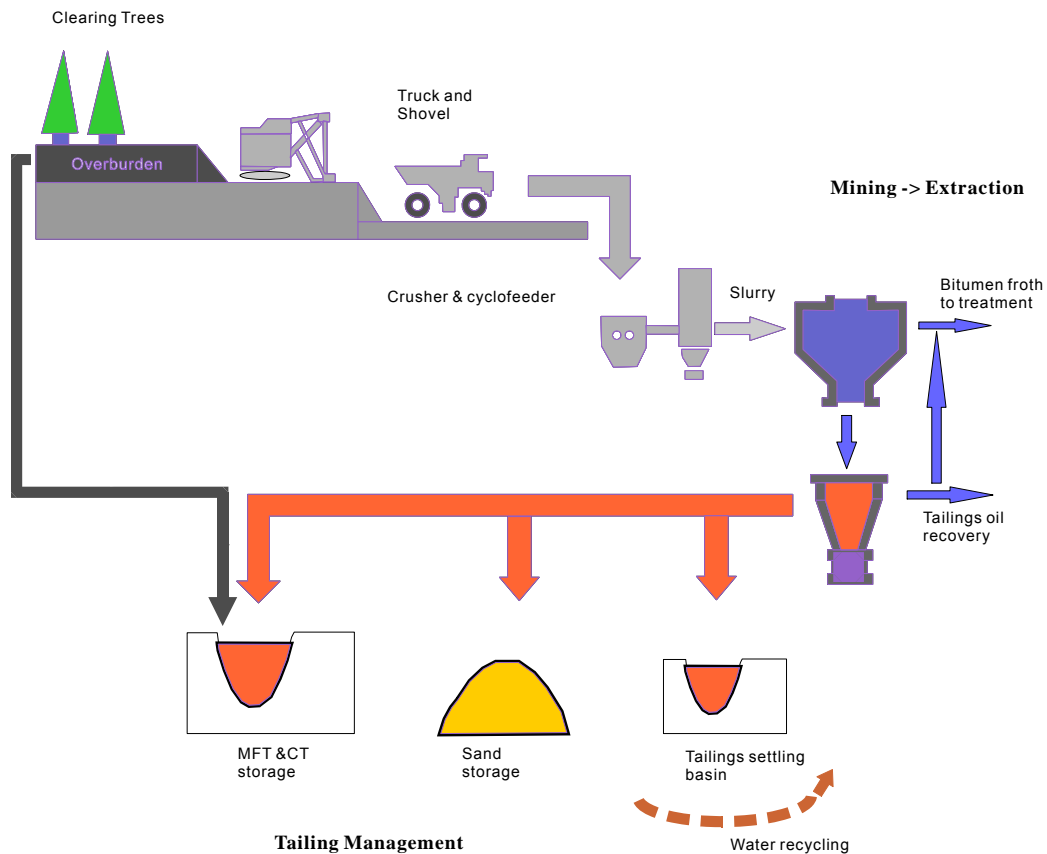 Clearing Trees
Truck and
Shovel
Overburden
Mining -> Extraction
Crusher & cyclofeeder
Slurry
Bitumen froth
to treatment
Tailings oil
recovery
MFT &CT
storage
Sand
storage
Tailings settling
basin
Tailing Management
Water recycling